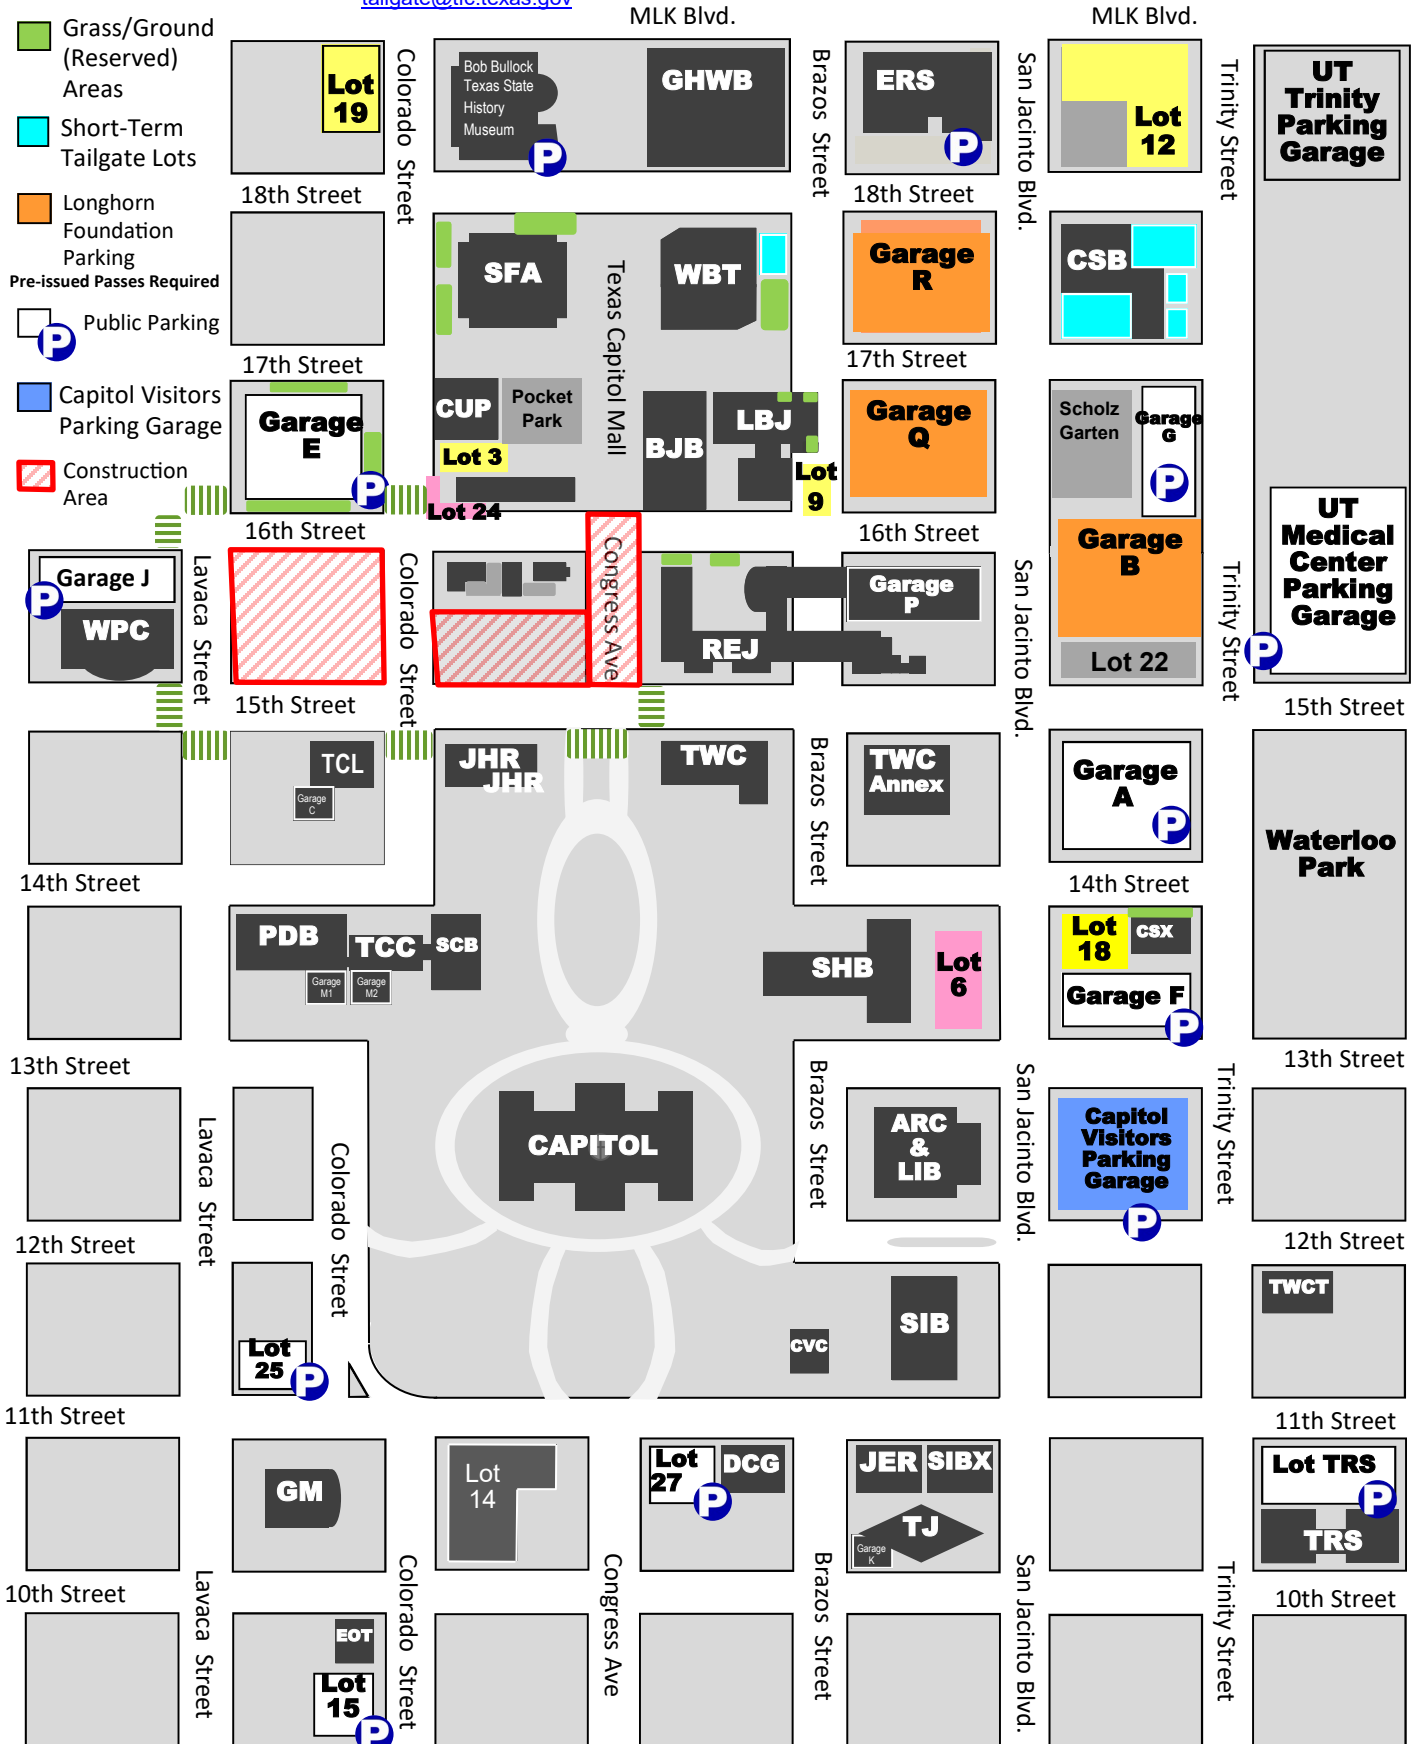 tailgate@tfc.texas.gov
MLK Blvd.
MLK Blvd.
Grass/Ground
(Reserved)
Areas
Short-Term
Tailgate Lots
Longhorn
Foundation
Parking
Pre-issued Passes Required
P
Public Parking
Capitol Visitors
Parking Garage
Construction
Area
Lot
19
Colorado Street
Bob Bullock
Texas State
History
Museum
P
GHWB
Brazos Street
ERS
P
San Jacinto Blvd.
Lot
12
Trinity Street
UT
Trinity
Parking
Garage
18th Street
18th Street
SFA
Texas Capitol Mall
WBT
Garage
R
CSB
17th Street
17th Street
Garage
E
P
CUP
Pocket
Park
Lot 3
Lot 24
BJB
LBJ
Lot
9
Garage
Q
Scholz
Garten
Garage
G
P
16th Street
16th Street
Garage J
P
WPC
Lavaca Street
Colorado Street
Congress Ave
REJ
Garage
P
San Jacinto Blvd.
Garage
B
Lot 22
Trinity Street
UT
Medical
Center
Parking
Garage
P
15th Street
15th Street
TCL
Garage
C
JHR
JHR
TWC
Brazos Street
TWC
Annex
Garage
A
P
Waterloo
Park
14th Street
14th Street
PDB
TCC
SCB
Garage
M1
Garage
M2
SHB
Lot
6
Lot
18
CSX
Garage F
P
13th Street
13th Street
Lavaca Street
Colorado Street
CAPITOL
Brazos Street
ARC
&
LIB
San Jacinto Blvd.
Capitol
Visitors
Parking
Garage
P
Trinity Street
12th Street
12th Street
Lot
25
P
CVC
SIB
TWCT
11th Street
11th Street
GM
Lot
14
Lot
27
P
DCG
JER
SIBX
TJ
Garage
K
Lot TRS
P
TRS
10th Street
10th Street
Lavaca Street
EOT
Lot
15
P
Colorado Street
Congress Ave
Brazos Street
San Jacinto Blvd.
Trinity Street